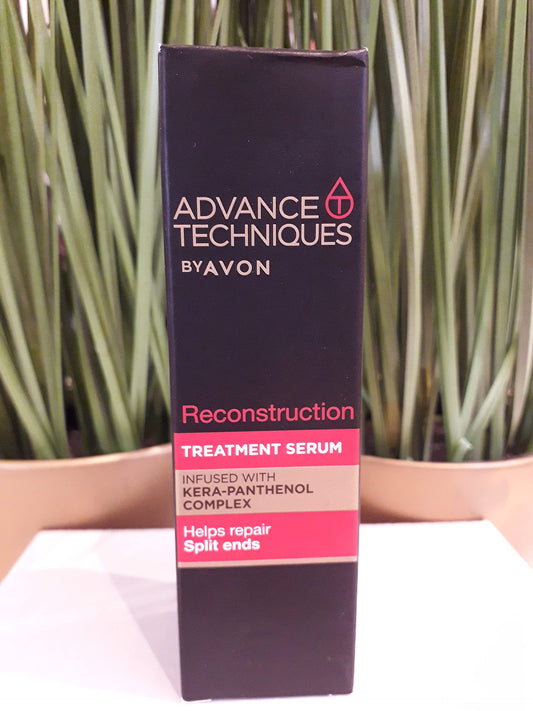 ADVANCE
TECHNIQUES
BY AVON
Reconstruction
TREATMENT SERUM
INFUSED WITH
KERA-PANTHENOL
COMPLEX
Helps repair
Split ends